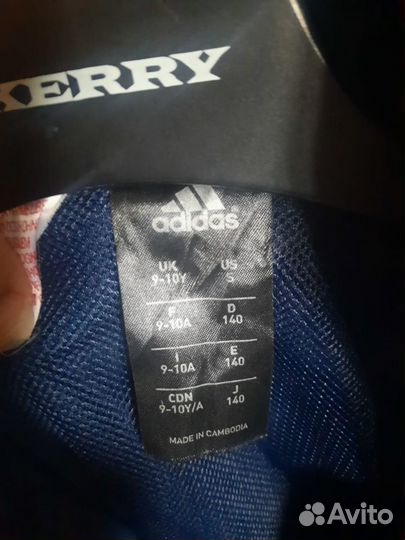 KERRY
adidas
UK US
9-10Y S
F D
9-10A 140
I E
9-10A 140
CDN J
9-10Y/A 140
MADE IN CAMBODIA
Avito